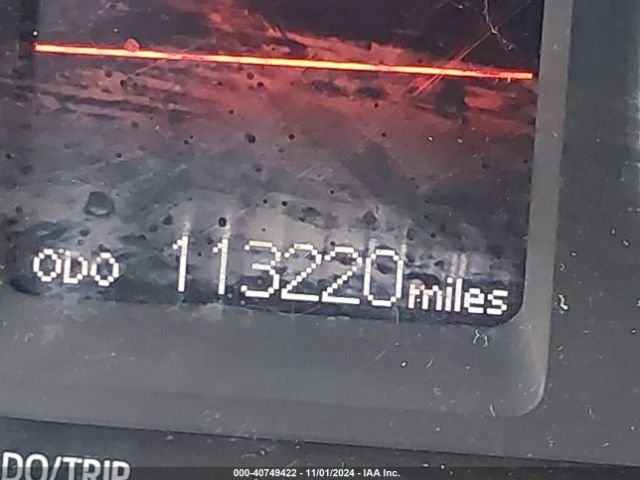 ODO 113220 miles
DO/TRIP
000-40749422 - 11/01/2024 - IAA Inc.